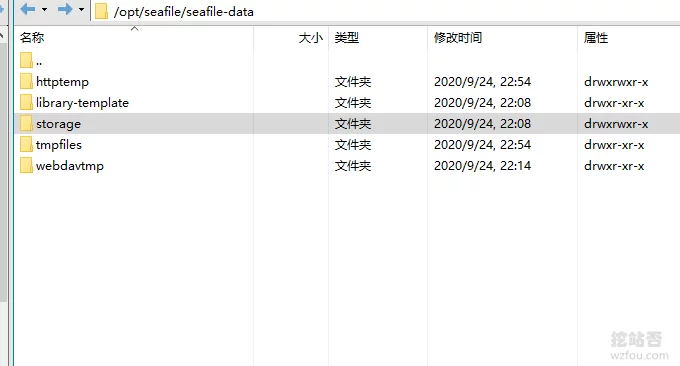 /opt/seafile/seafile-data
名称 大小 类型 修改时间 属性
..
httptemp 文件夹 2020/9/24, 22:54 drwxrwxr-x
library-template 文件夹 2020/9/24, 22:08 drwxr-xr-x
storage 文件夹 2020/9/24, 22:08 drwxrwxr-x
tmpfiles 文件夹 2020/9/24, 22:54 drwxr-xr-x
webdavtmp 文件夹 2020/9/24, 22:14 drwxr-xr-x
挖站否
wzfou.com